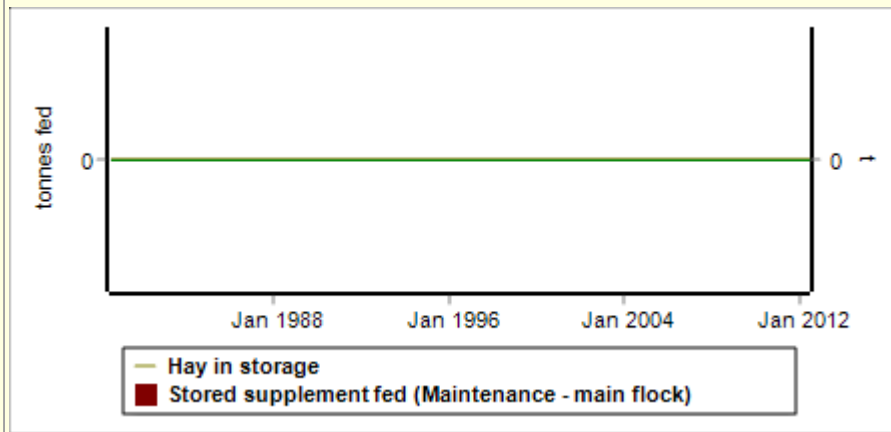 tonnes fed
0
0
t
Jan 1988
Jan 1996
Jan 2004
Jan 2012
Hay in storage
Stored supplement fed (Maintenance - main flock)